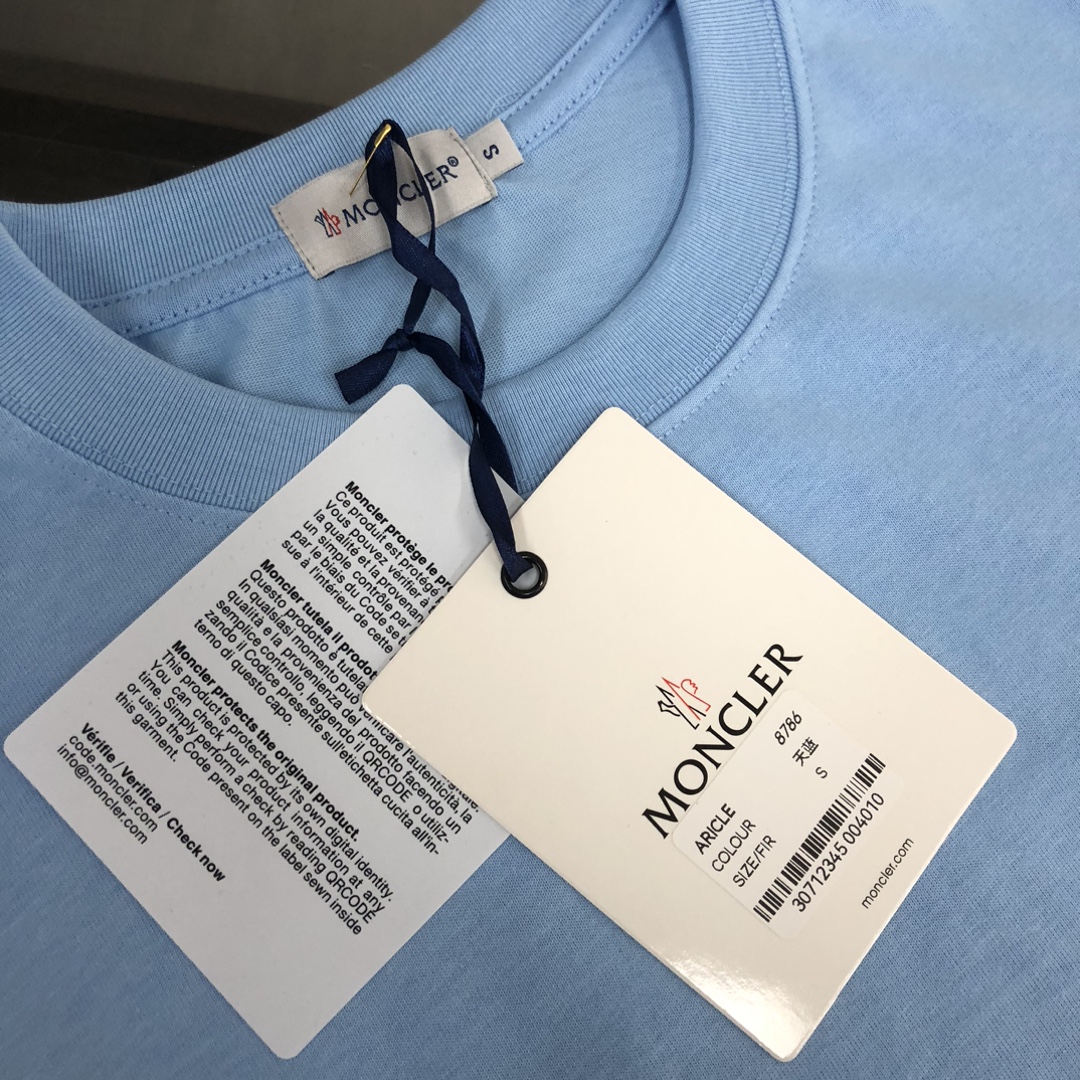 MONCLER®
S
Moncler protège le
Ce produit est protégé
Vous pouvez vérifier à
la qualité et la
un simple contrôle par
par le biais du Code se
sue à l'intérieur de cette
Moncler tutela il
Questo prodotto è
In qualsiasi momento può verificare l'autenticità, la
qualità e la provenienza del prodotto facendo un
semplice controllo, leggendo il QRCODE o utiliz-
zando il Codice presente sull'etichetta cucita all'in-
terno di questo capo.
Moncler protects the original product.
This product is protected by its own digital identity.
You can check your product information at any
time. Simply perform a check by reading QRCODE
or using the Code present on the label sewn inside
this garment.
Vérifie / Verifica / Check now
code.moncler.com
info@moncler.com
MONCLER
ARICLE 8786
COLOUR 天蓝
SIZE/FIR S
30712345 004010
moncler.com